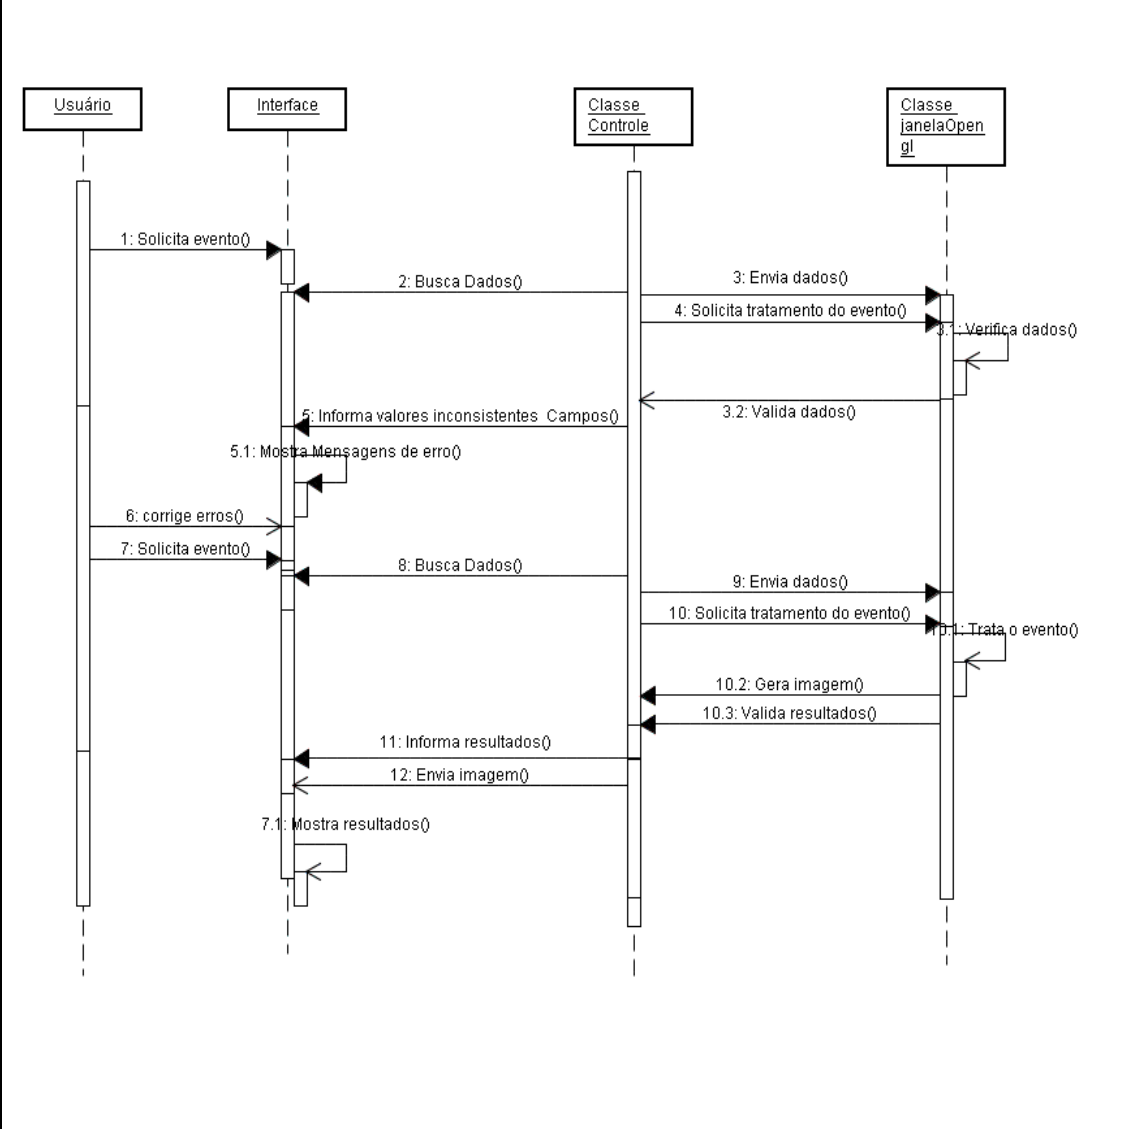 Usuário
Interface
Classe
Controle
Classe
janelaOpen
gl
1: Solicita evento()
2: Busca Dados()
3: Envia dados()
4: Solicita tratamento do evento()
3.1: Verifica dados()
3.2: Valida dados()
5: Informa valores inconsistentes  Campos()
5.1: Mostra Mensagens de erro()
6: corrige erros()
7: Solicita evento()
8: Busca Dados()
9: Envia dados()
10: Solicita tratamento do evento()
10.1: Trata o evento()
10.2: Gera imagem()
10.3: Valida resultados()
11: Informa resultados()
12: Envia imagem()
7.1: Mostra resultados()